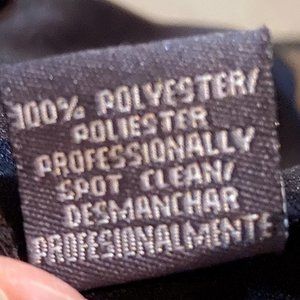 100% POLYESTER/
POLIESTER
PROFESSIONALLY
SPOT CLEAN/
DESMANCHAR
PROFESIONALMENTE